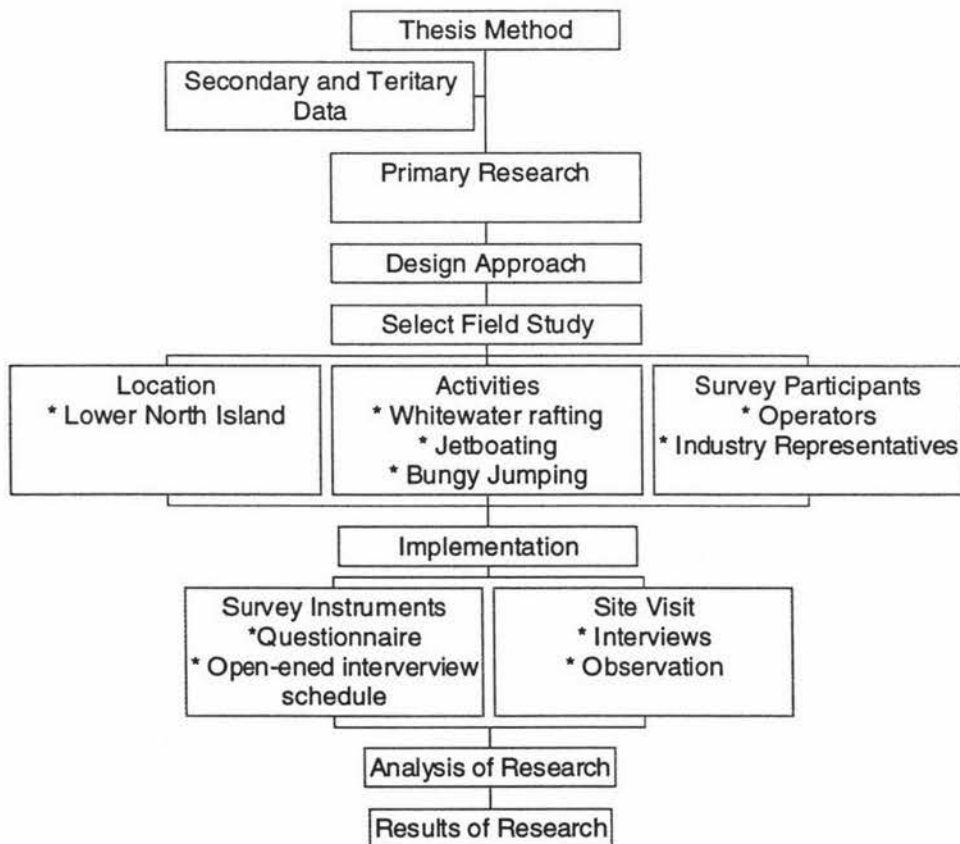 Thesis Method
Secondary and Teritary
Data
Primary Research
Design Approach
Select Field Study
Location
* Lower North Island
Activities
* Whitewater rafting
* Jetboating
* Bungy Jumping
Survey Participants
* Operators
* Industry Representatives
Implementation
Survey Instruments
*Questionnaire
* Open-ened interverview
schedule
Site Visit
* Interviews
* Observation
Analysis of Research
Results of Research